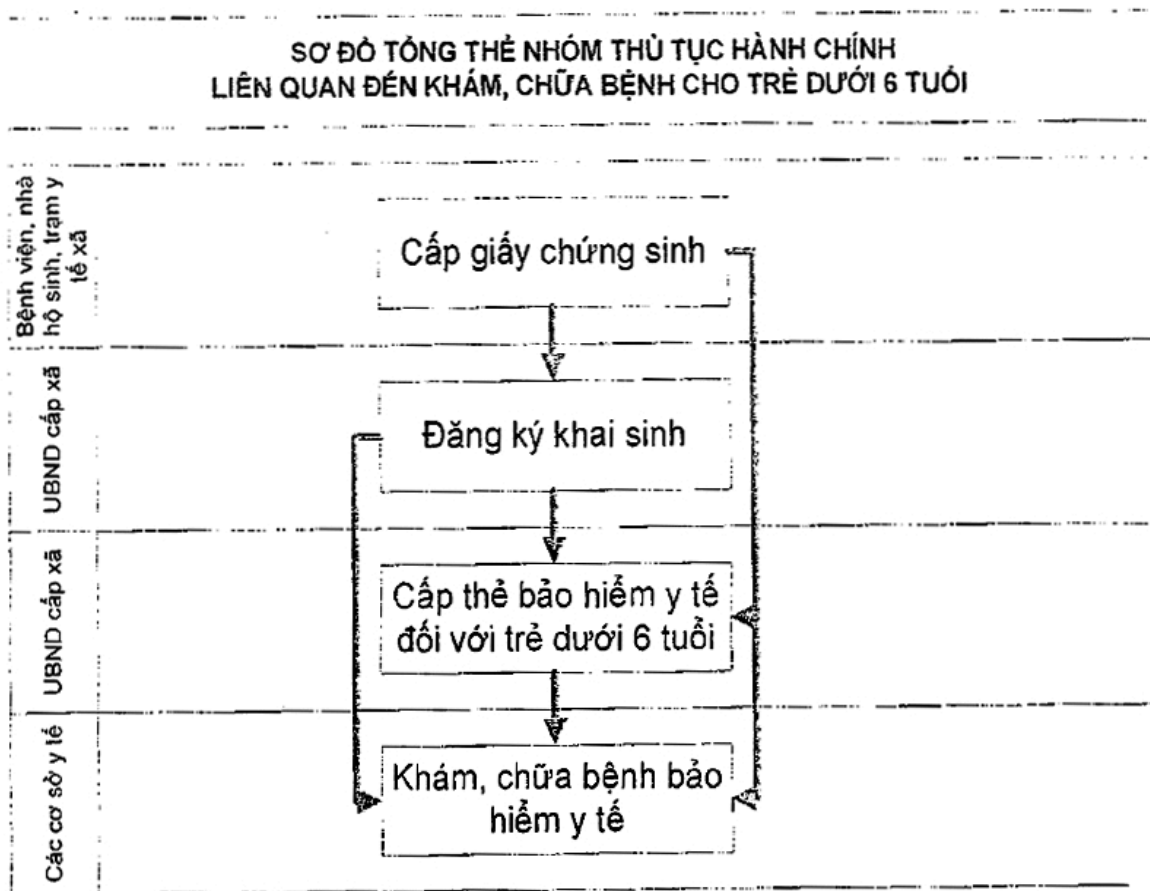 SƠ ĐỒ TỔNG THỂ NHÓM THỦ TỤC HÀNH CHÍNH
LIÊN QUAN ĐẾN KHÁM, CHỮA BỆNH CHO TRẺ DƯỚI 6 TUỔI
Bệnh viện, nhà
hộ sinh, trạm y
tế xã
Cấp giấy chứng sinh
UBND cấp xã
Đăng ký khai sinh
UBND cấp xã
Cấp thẻ bảo hiểm y tế
đối với trẻ dưới 6 tuổi
Các cơ sở y tế
Khám, chữa bệnh bảo
hiểm y tế